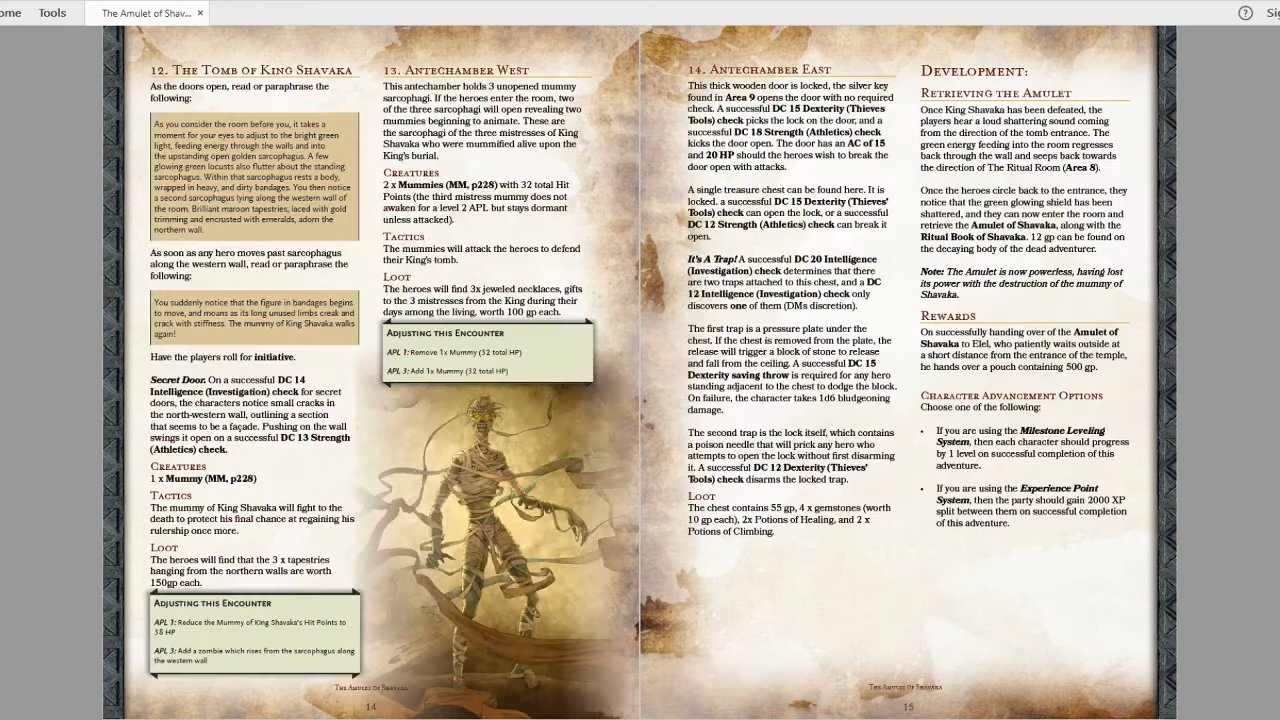 ome
Tools
The Amulet of Shav... ×
?
Sig
12. The Tomb of King Shavaka
As the doors open, read or paraphrase the
following:
As you consider the room before you, it takes a
moment for your eyes to adjust to the bright green
light, feeding energy through the walls and into
the upstanding open golden sarcophagus. A few
glowing green locusts also flutter about the standing
sarcophagus. Within that sarcophagus rests a body,
wrapped in heavy, and dirty bandages. You then notice
a second sarcophagus lying along the western wall of
the room. Brilliant maroon tapestries, laced with gold
trimming and encrusted with emeralds, adorn the
northern wall.
As soon as any hero moves past sarcophagus
along the western wall, read or paraphrase the
following:
You suddenly notice that the figure in bandages begins
to move, and moans as its long unused limbs creak and
crack with stiffness. The mummy of King Shavaka walks
again!
Have the players roll for initiative.
Secret Door. On a successful DC 14
Intelligence (Investigation) check for secret
doors, the characters notice small cracks in
the north-western wall, outlining a section
that seems to be a façade. Pushing on the wall
swings it open on a successful DC 13 Strength
(Athletics) check.
Creatures
1 x Mummy (MM, p228)
Tactics
The mummy of King Shavaka will fight to the
death to protect his final chance at regaining his
rulership once more.
Loot
The heroes will find that the 3 x tapestries
hanging from the northern walls are worth
150gp each.
Adjusting this Encounter
APL 1: Reduce the Mummy of King Shavaka's Hit Points to
38 HP
APL 3: Add a zombie which rises from the sarcophagus along
the western wall
13. Antechamber West
This antechamber holds 3 unopened mummy
sarcophagi. If the heroes enter the room, two
of the three sarcophagi will open revealing two
mummies beginning to animate. These are
the sarcophagi of the three mistresses of King
Shavaka who were mummified alive upon the
King's burial.
Creatures
2 x Mummies (MM, p228) with 32 total Hit
Points (the third mistress mummy does not
awaken for a level 2 APL but stays dormant
unless attacked).
Tactics
The mummies will attack the heroes to defend
their King's tomb.
Loot
The heroes will find 3x jeweled necklaces, gifts
to the 3 mistresses from the King during their
days among the living, worth 100 gp each.
Adjusting this Encounter
APL 1: Remove 1x Mummy (32 total HP)
APL 3: Add 1x Mummy (32 total HP)
The Amulet of Shavaka
14
14. Antechamber East
This thick wooden door is locked, the silver key
found in Area 9 opens the door with no required
check. A successful DC 15 Dexterity (Thieves
Tools) check picks the lock on the door, and a
successful DC 18 Strength (Athletics) check
kicks the door open. The door has an AC of 15
and 20 HP should the heroes wish to break the
door open with attacks.
A single treasure chest can be found here. It is
locked. a successful DC 15 Dexterity (Thieves'
Tools) check can open the lock, or a successful
DC 12 Strength (Athletics) check can break it
open.
It's A Trap! A successful DC 20 Intelligence
(Investigation) check determines that there
are two traps attached to this chest, and a DC
12 Intelligence (Investigation) check only
discovers one of them (DMs discretion).
The first trap is a pressure plate under the
chest. If the chest is removed from the plate, the
release will trigger a block of stone to release
and fall from the ceiling. A successful DC 15
Dexterity saving throw is required for any hero
standing adjacent to the chest to dodge the block.
On failure, the character takes 1d6 bludgeoning
damage.
The second trap is the lock itself, which contains
a poison needle that will prick any hero who
attempts to open the lock without first disarming
it. A successful DC 12 Dexterity (Thieves'
Tools) check disarms the locked trap.
Loot
The chest contains 55 gp, 4 x gemstones (worth
10 gp each), 2x Potions of Healing, and 2 x
Potions of Climbing.
Development:
Retrieving the Amulet
Once King Shavaka has been defeated, the
players hear a loud shattering sound coming
from the direction of the tomb entrance. The
green energy feeding into the room regresses
back through the wall and seeps back towards
the direction of The Ritual Room (Area 8).
Once the heroes circle back to the entrance, they
notice that the green glowing shield has been
shattered, and they can now enter the room and
retrieve the Amulet of Shavaka, along with the
Ritual Book of Shavaka. 12 gp can be found on
the decaying body of the dead adventurer.
Note: The Amulet is now powerless, having lost
its power with the destruction of the mummy of
Shavaka.
Rewards
On successfully handing over of the Amulet of
Shavaka to Elel, who patiently waits outside at
a short distance from the entrance of the temple,
he hands over a pouch containing 500 gp.
Character Advancement Options
Choose one of the following:
• If you are using the Milestone Leveling
System, then each character should progress
by 1 level on successful completion of this
adventure.
• If you are using the Experience Point
System, then the party should gain 2000 XP
split between them on successful completion
of this adventure.
The Amulet of Shavaka
15